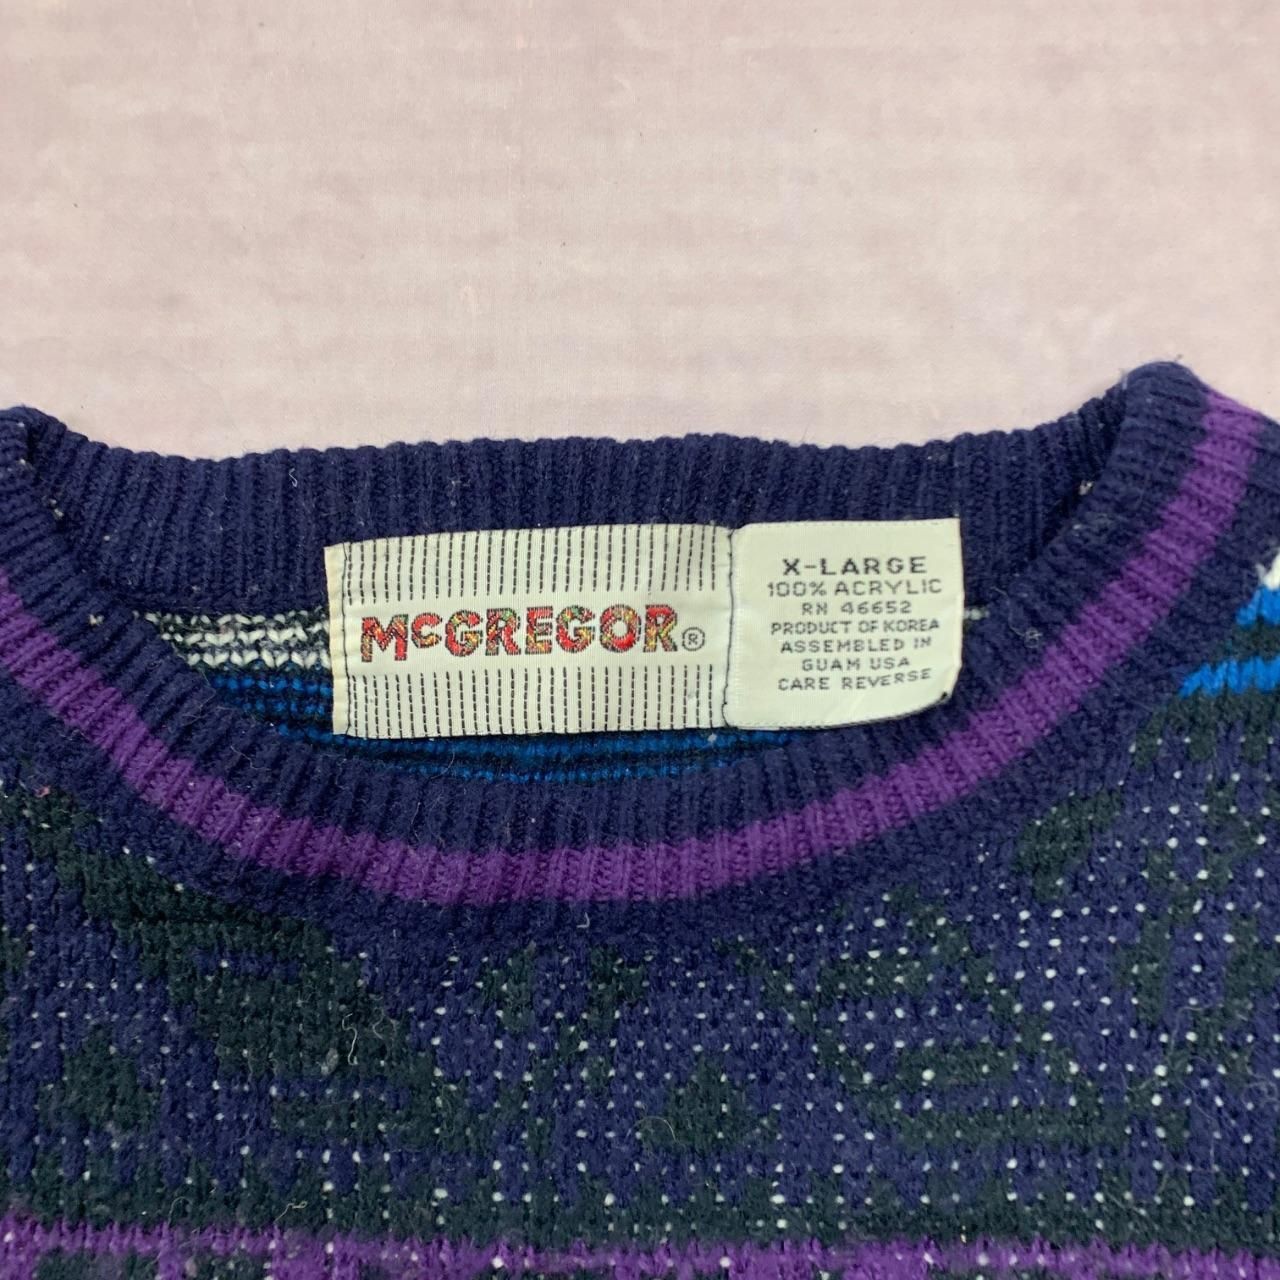 McGREGOR®
X-LARGE
100% ACRYLIC
RN 46652
PRODUCT OF KOREA
ASSEMBLED IN
GUAM USA
CARE REVERSE